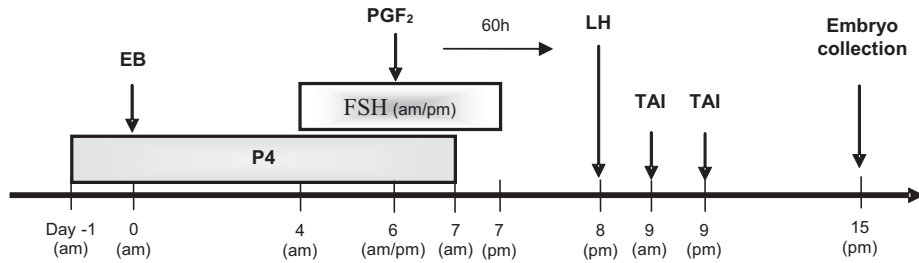 PGF₂
60h
LH
Embryo
collection
EB
FSH (am/pm)
TAI
TAI
P4
Day -1
(am)
0
(am)
4
(am)
6
(am/pm)
7
(am)
7
(pm)
8
(pm)
9
(am)
9
(pm)
15
(pm)